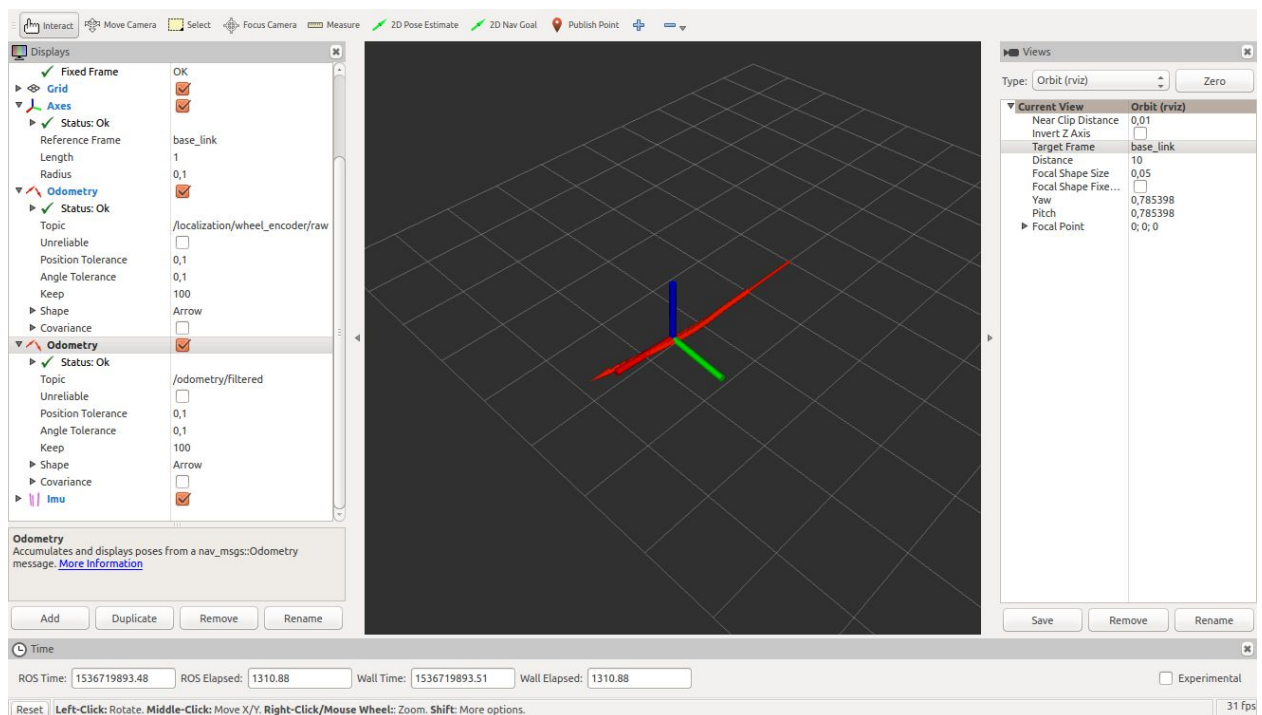 Interact Move Camera Select Focus Camera Measure 2D Pose Estimate 2D Nav Goal Publish Point
Displays
Fixed Frame OK
Grid
Axes
Status: Ok
Reference Frame base_link
Length 1
Radius 0,1
Odometry
Status: Ok
Topic /localization/wheel_encoder/raw
Unreliable
Position Tolerance 0,1
Angle Tolerance 0,1
Keep 100
Shape Arrow
Covariance
Odometry
Status: Ok
Topic /odometry/filtered
Unreliable
Position Tolerance 0,1
Angle Tolerance 0,1
Keep 100
Shape Arrow
Covariance
Imu
Odometry
Accumulates and displays poses from a nav_msgs::Odometry
message. More Information
Add Duplicate Remove Rename
Views
Type: Orbit (rviz) Zero
Current View Orbit (rviz)
Near Clip Distance 0,01
Invert Z Axis
Target Frame base_link
Distance 10
Focal Shape Size 0,05
Focal Shape Fixe...
Yaw 0,785398
Pitch 0,785398
Focal Point 0; 0; 0
Save Remove Rename
Time
ROS Time: 1536719893.48 ROS Elapsed: 1310.88 Wall Time: 1536719893.51 Wall Elapsed: 1310.88 Experimental
Reset Left-Click: Rotate. Middle-Click: Move X/Y. Right-Click/Mouse Wheel:: Zoom. Shift: More options. 31 fps